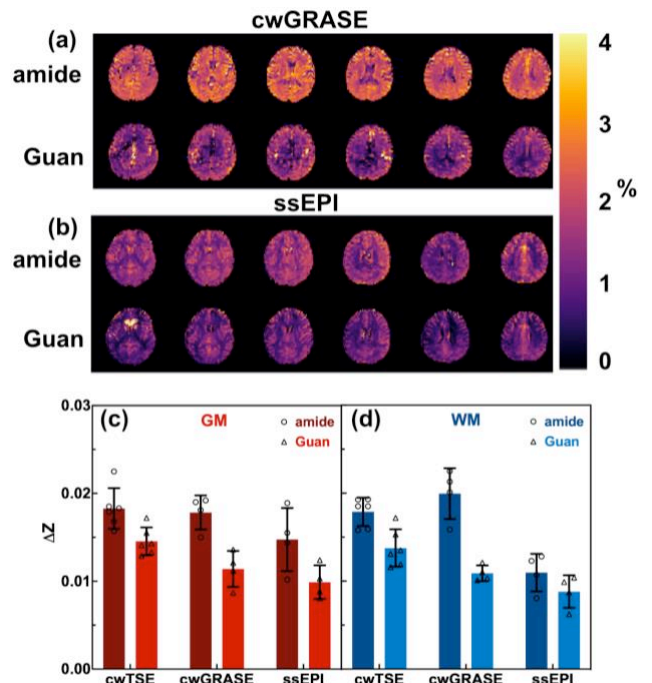 cwGRASE
(a)
amide
Guan
4
3
2
1
0
%
ssEPI
(b)
amide
Guan
0.03
0.02
0.01
0.00
ΔZ
(c) GM
amide
Guan
(d) WM
amide
Guan
cwTSE cwGRASE ssEPI cwTSE cwGRASE ssEPI